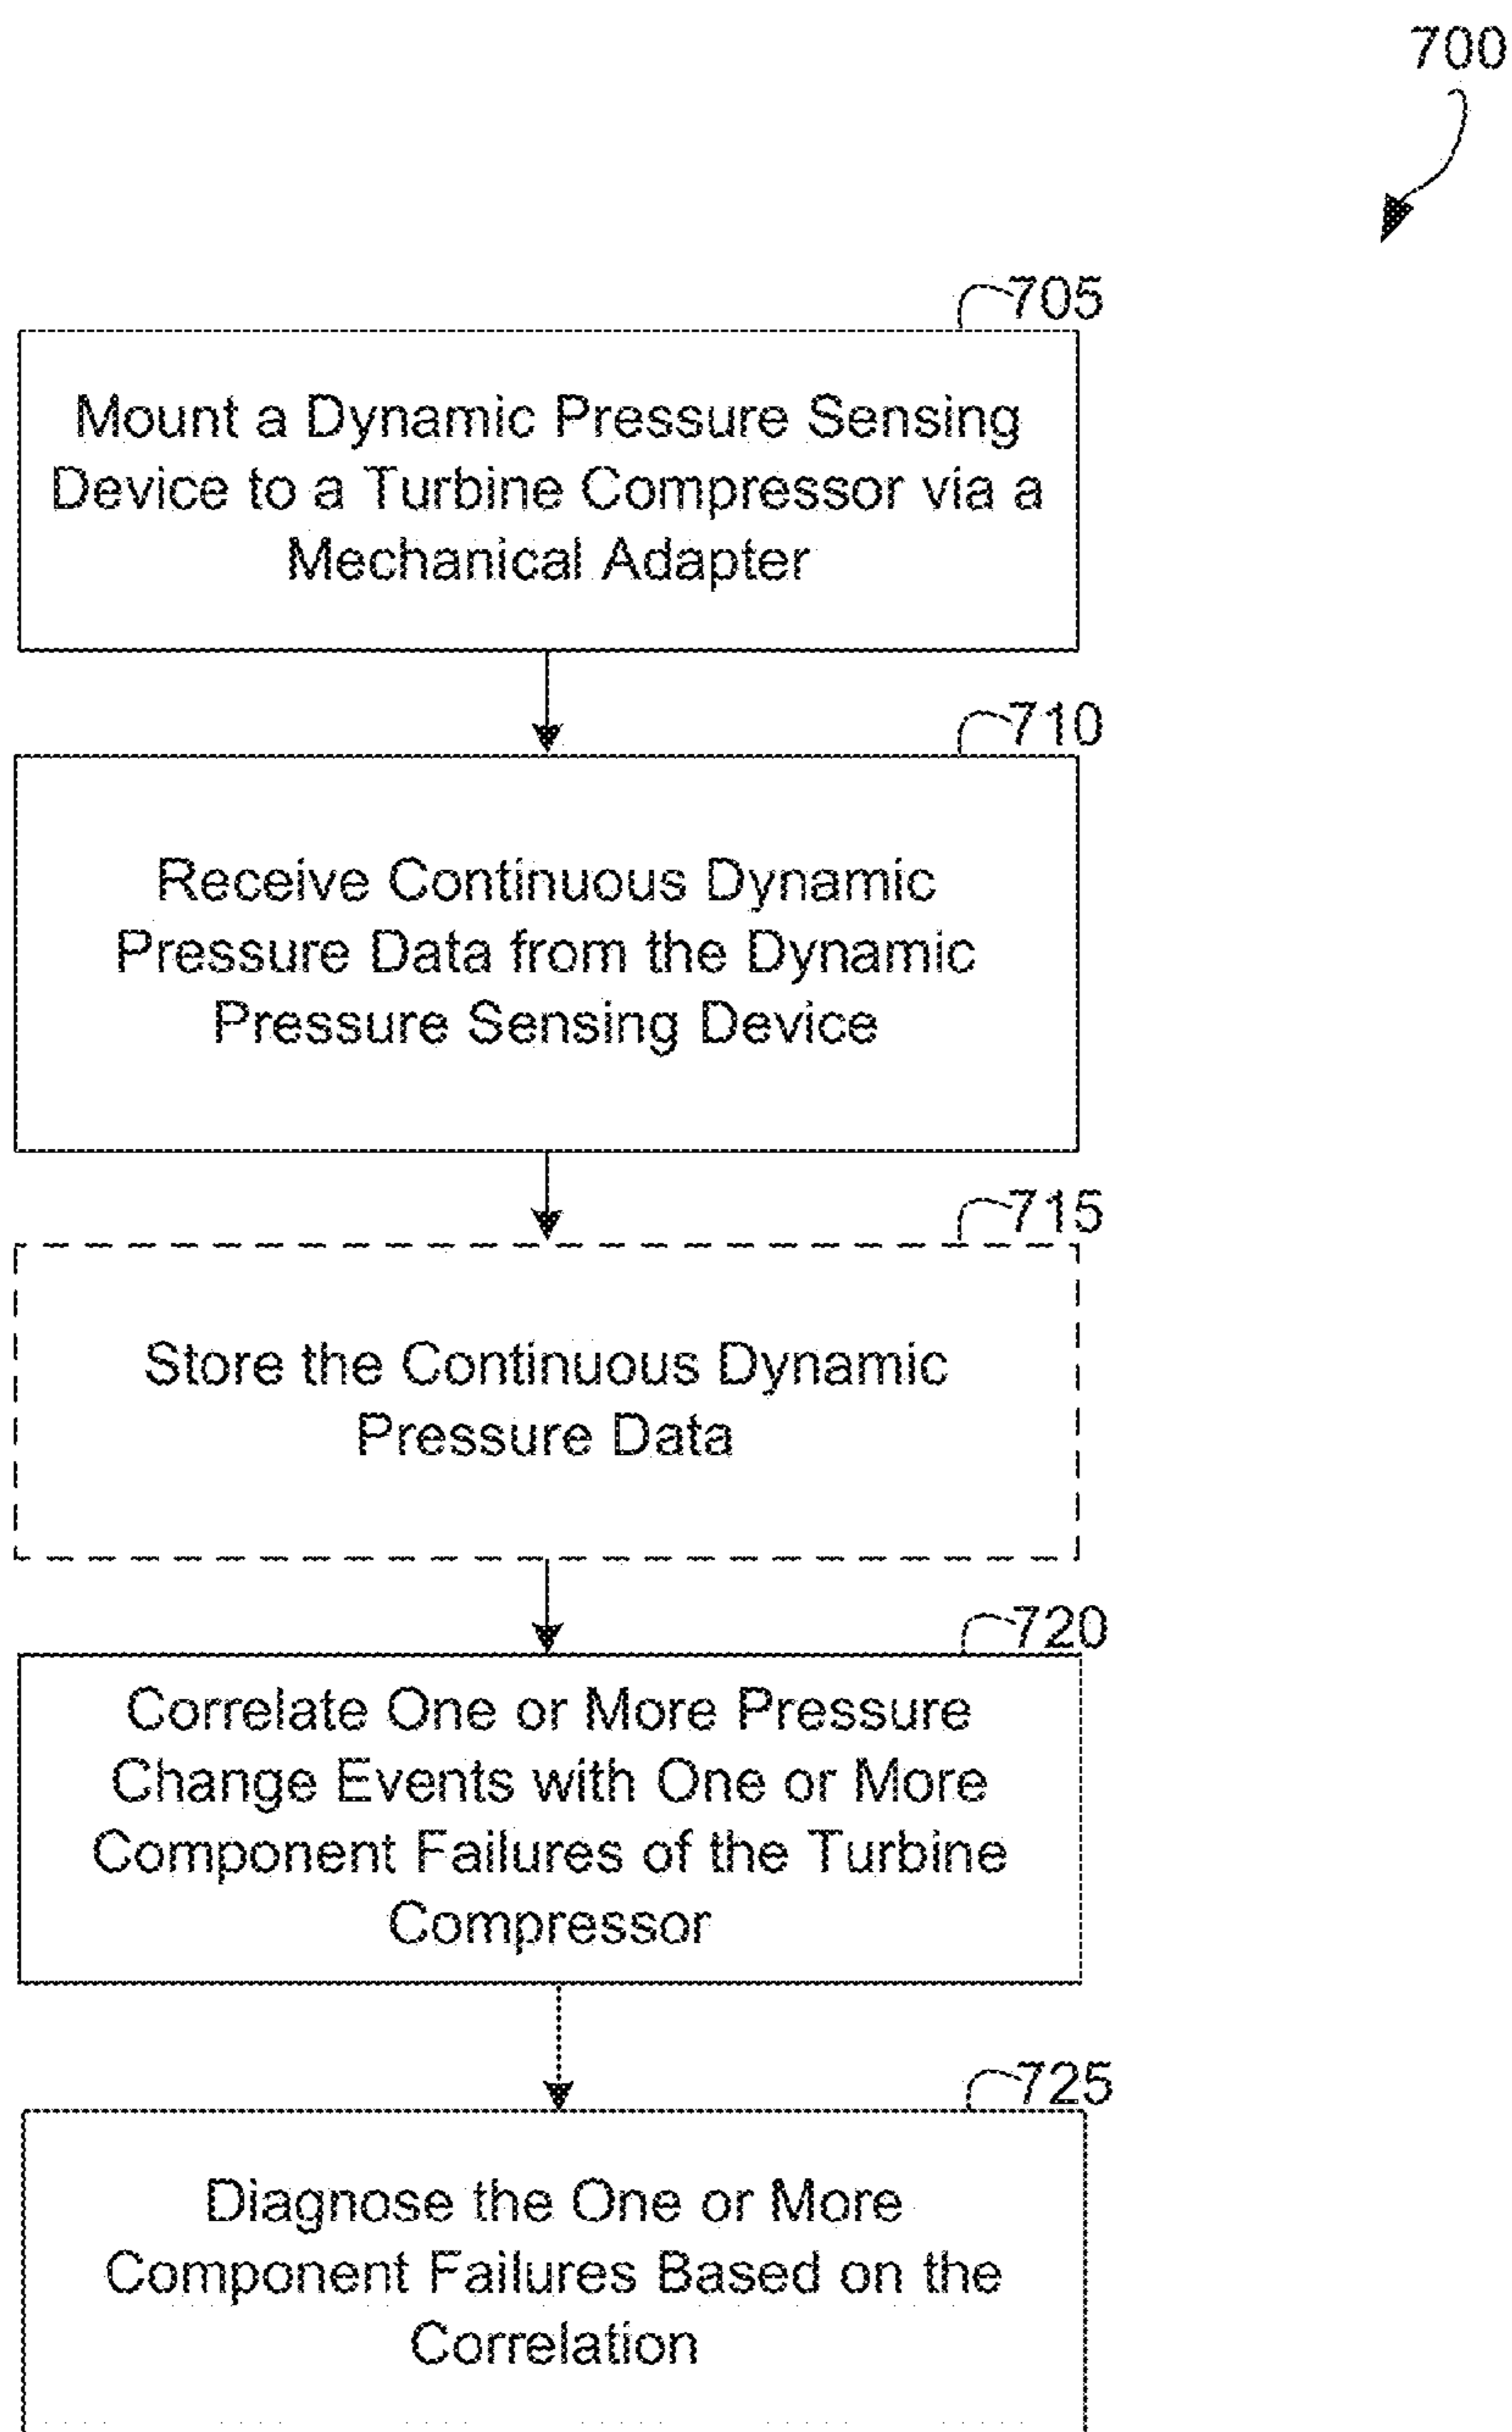 700
705
Mount a Dynamic Pressure Sensing
Device to a Turbine Compressor via a
Mechanical Adapter
710
Receive Continuous Dynamic
Pressure Data from the Dynamic
Pressure Sensing Device
715
Store the Continuous Dynamic
Pressure Data
720
Correlate One or More Pressure
Change Events with One or More
Component Failures of the Turbine
Compressor
725
Diagnose the One or More
Component Failures Based on the
Correlation